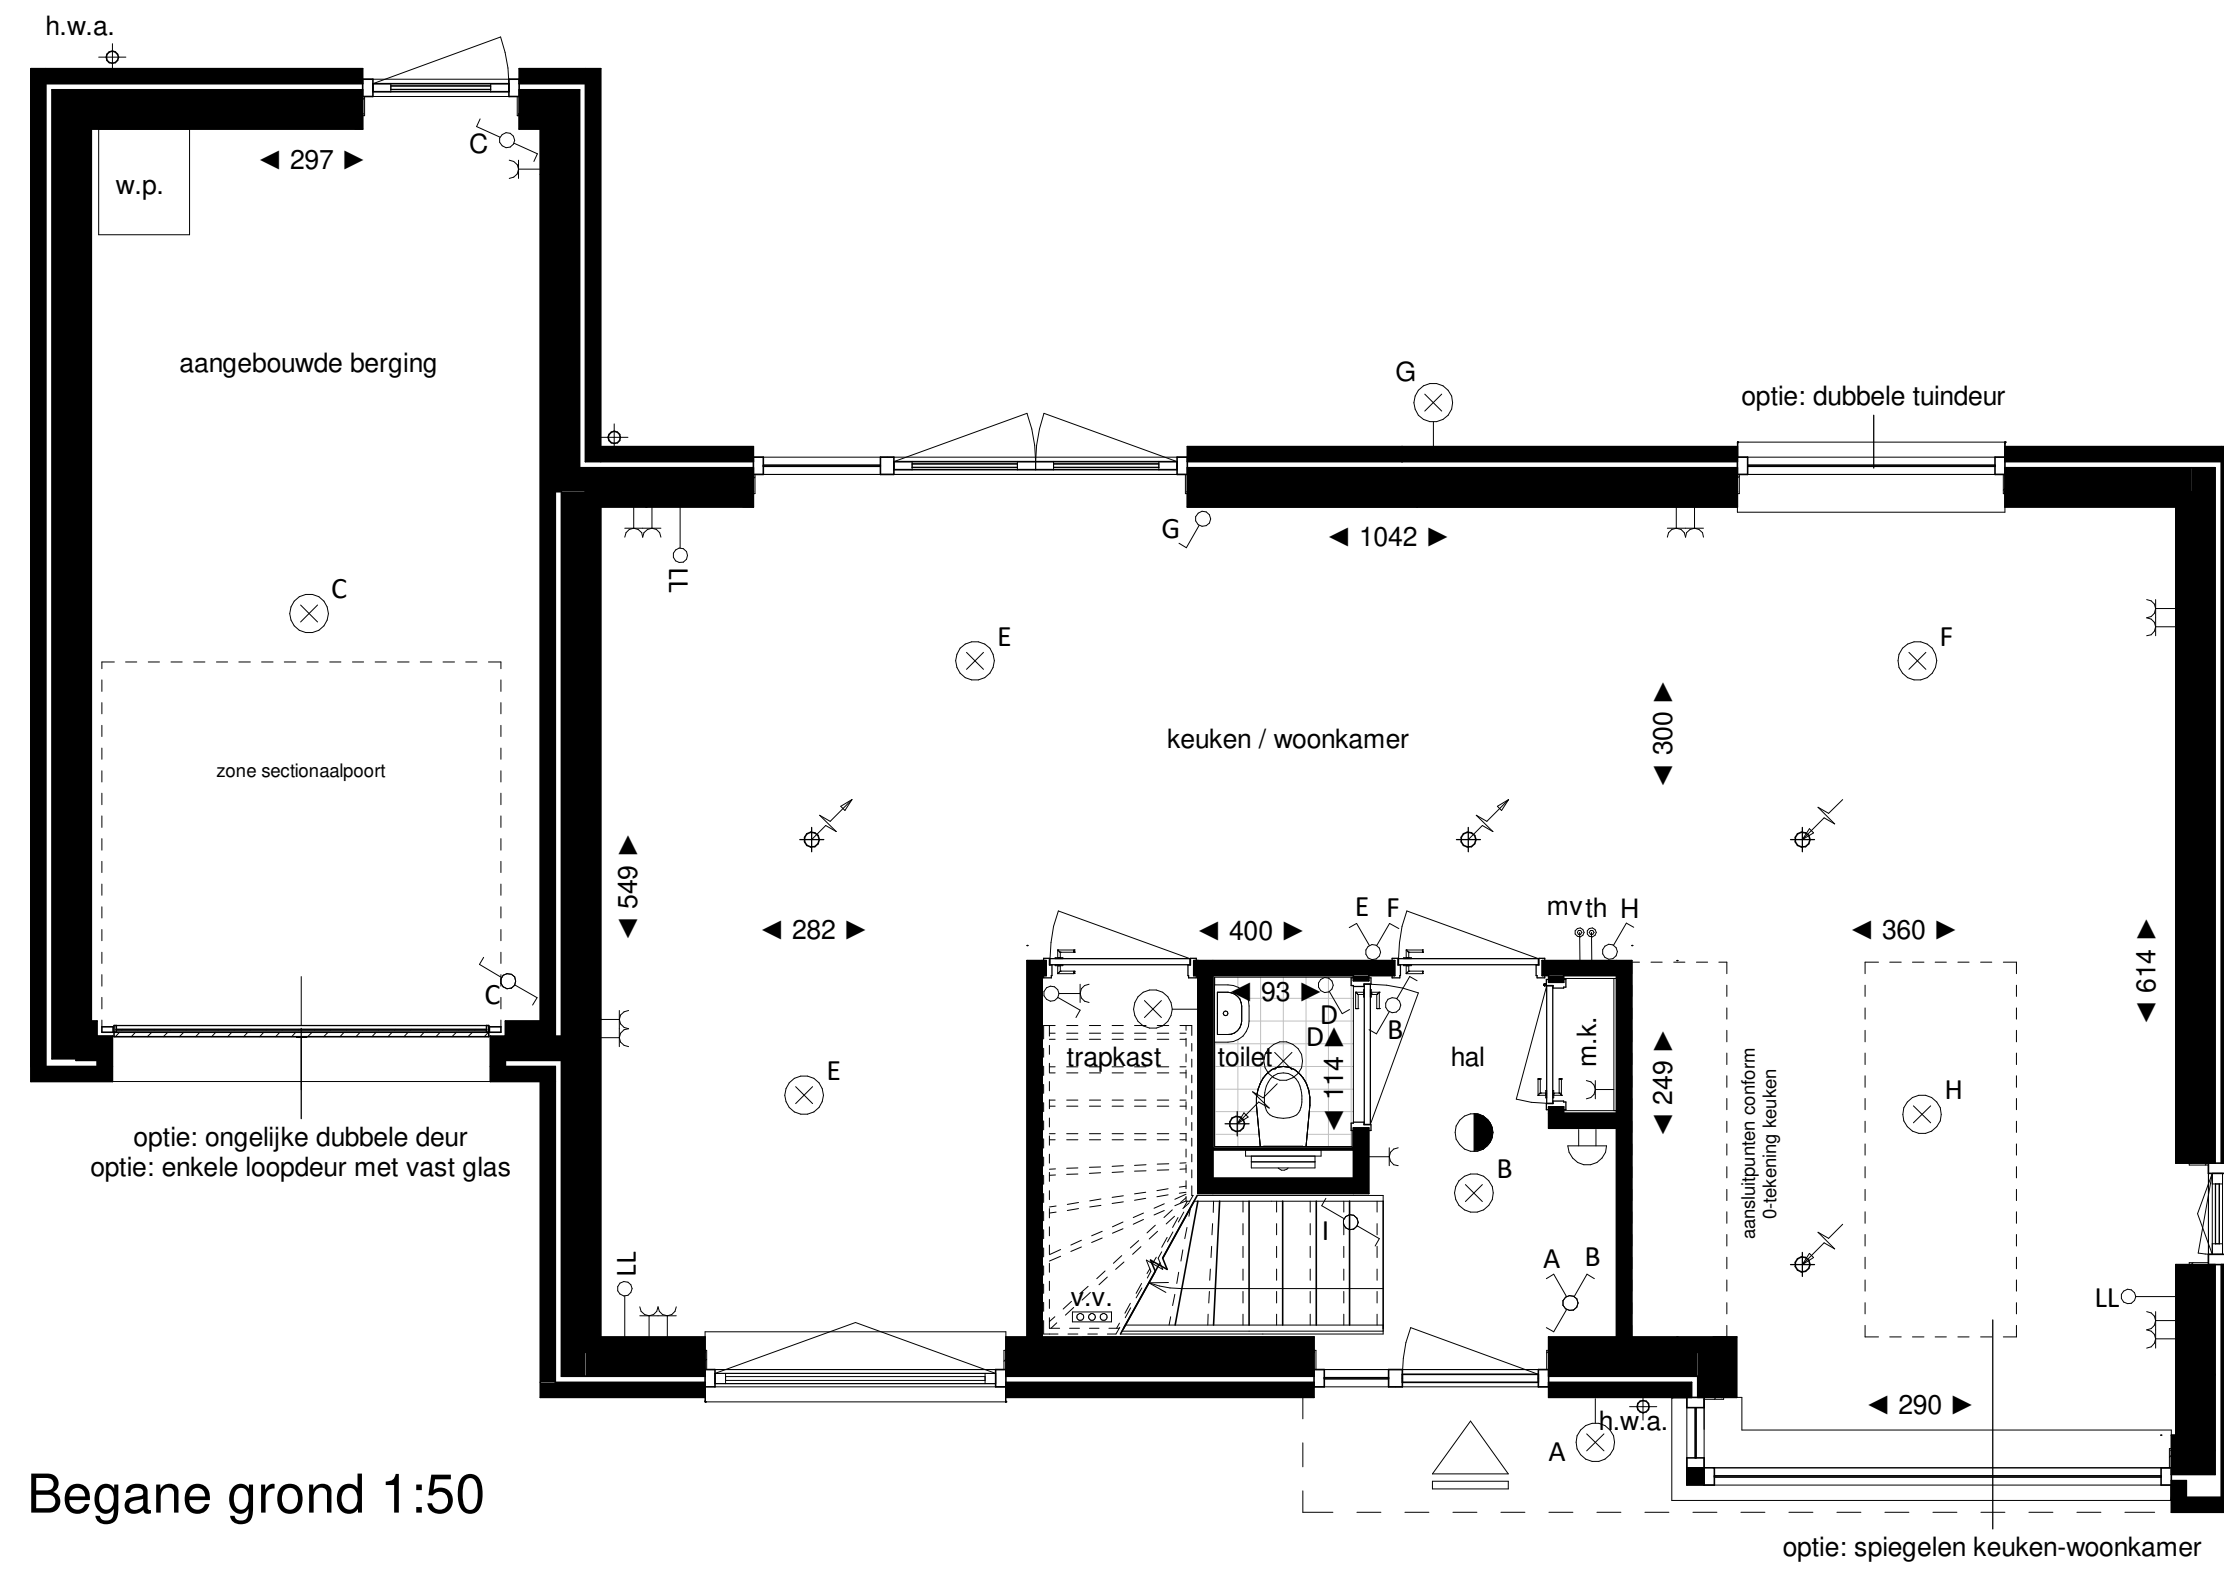 h.w.a.
C
◄ 297 ►
w.p.
aangebouwde berging
G
optie: dubbele tuindeur
G
◄ 1042 ►
LL
C
E
F
keuken / woonkamer
◄ 300 ►
zone sectionaalpoort
◄ 549 ►
◄ 282 ►
◄ 400 ►
E F
mv th H
◄ 360 ►
◄ 614 ►
C
◄ 93 ►
D
D
B
trapkast
toilet
◄ 114 ►
hal
m.k.
◄ 249 ►
aansluitpunten conform
0-tekening keuken
E
H
optie: ongelijke dubbele deur
optie: enkele loopdeur met vast glas
B
I
A B
LL
v.v.
LL
h.w.a.
A
◄ 290 ►
Begane grond 1:50
optie: spiegelen keuken-woonkamer